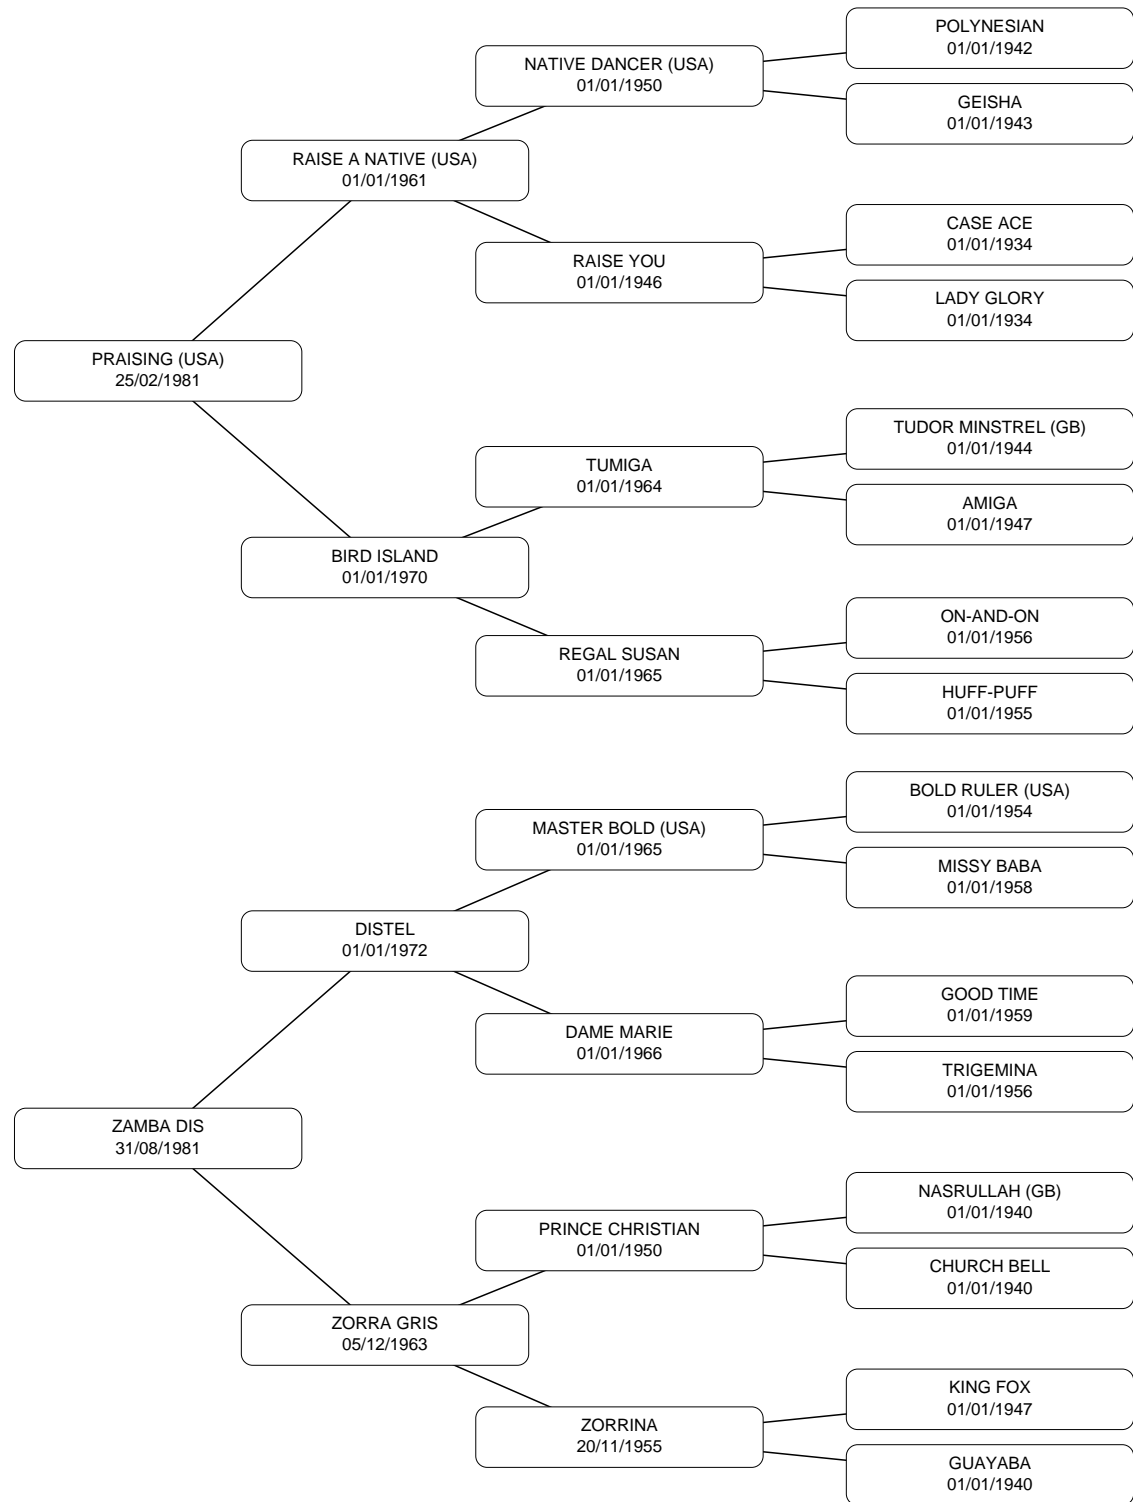 POLYNESIAN
01/01/1942
NATIVE DANCER (USA)
01/01/1950
GEISHA
01/01/1943
RAISE A NATIVE (USA)
01/01/1961
CASE ACE
01/01/1934
RAISE YOU
01/01/1946
LADY GLORY
01/01/1934
PRAISING (USA)
25/02/1981
TUDOR MINSTREL (GB)
01/01/1944
TUMIGA
01/01/1964
AMIGA
01/01/1947
BIRD ISLAND
01/01/1970
ON-AND-ON
01/01/1956
REGAL SUSAN
01/01/1965
HUFF-PUFF
01/01/1955
BOLD RULER (USA)
01/01/1954
MASTER BOLD (USA)
01/01/1965
MISSY BABA
01/01/1958
DISTEL
01/01/1972
GOOD TIME
01/01/1959
DAME MARIE
01/01/1966
TRIGEMINA
01/01/1956
ZAMBA DIS
31/08/1981
NASRULLAH (GB)
01/01/1940
PRINCE CHRISTIAN
01/01/1950
CHURCH BELL
01/01/1940
ZORRA GRIS
05/12/1963
KING FOX
01/01/1947
ZORRINA
20/11/1955
GUAYABA
01/01/1940